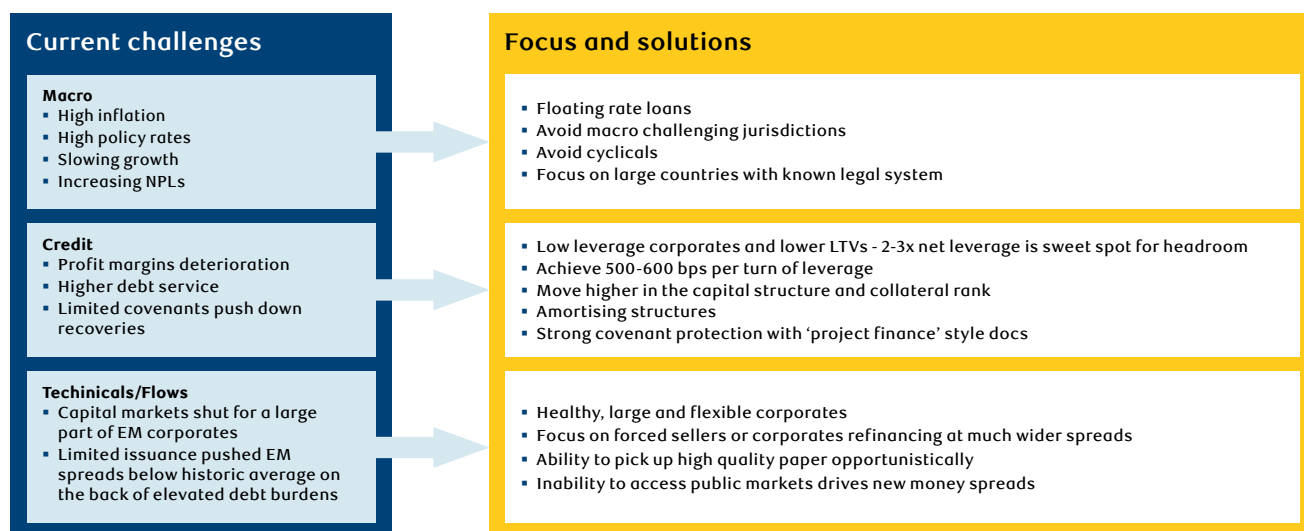 Current challenges
Macro
▪ High inflation
▪ High policy rates
▪ Slowing growth
▪ Increasing NPLs
Credit
▪ Profit margins deterioration
▪ Higher debt service
▪ Limited covenants push down
recoveries
Techinicals/Flows
▪ Capital markets shut for a large
part of EM corporates
▪ Limited issuance pushed EM
spreads below historic average on
the back of elevated debt burdens
Focus and solutions
▪ Floating rate loans
▪ Avoid macro challenging jurisdictions
▪ Avoid cyclicals
▪ Focus on large countries with known legal system
▪ Low leverage corporates and lower LTVs - 2-3x net leverage is sweet spot for headroom
▪ Achieve 500-600 bps per turn of leverage
▪ Move higher in the capital structure and collateral rank
▪ Amortising structures
▪ Strong covenant protection with ‘project finance’ style docs
▪ Healthy, large and flexible corporates
▪ Focus on forced sellers or corporates refinancing at much wider spreads
▪ Ability to pick up high quality paper opportunistically
▪ Inability to access public markets drives new money spreads